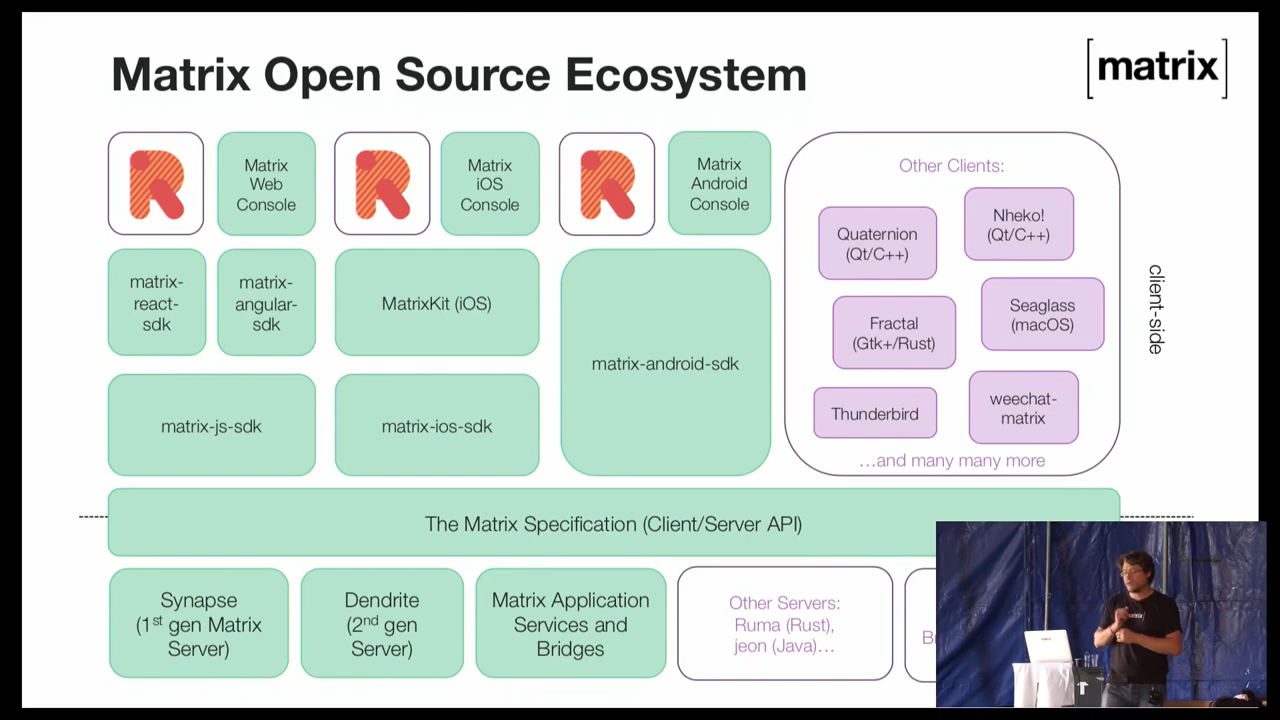 Matrix Open Source Ecosystem
[matrix]
Matrix
Web
Console
Matrix
iOS
Console
Matrix
Android
Console
Other Clients:
Quaternion
(Qt/C++)
Nheko!
(Qt/C++)
matrix-
react-
sdk
matrix-
angular-
sdk
MatrixKit (iOS)
matrix-android-sdk
Fractal
(Gtk+/Rust)
Seaglass
(macOS)
client-side
matrix-js-sdk
matrix-ios-sdk
Thunderbird
weechat-
matrix
…and many many more
The Matrix Specification (Client/Server API)
Synapse
(1st gen Matrix
Server)
Dendrite
(2nd gen
Server)
Matrix Application
Services and
Bridges
Other Servers:
Ruma (Rust),
jeon (Java)…